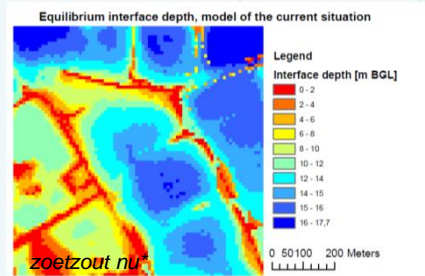 Equilibrium interface depth, model of the current situation
Legend
Interface depth [m BGL]
0 - 2
2 - 4
4 - 6
6 - 8
8 - 10
10 - 12
12 - 14
14 - 15
15 - 16
16 - 17,7
zoetzout nu*
0 50100 200 Meters